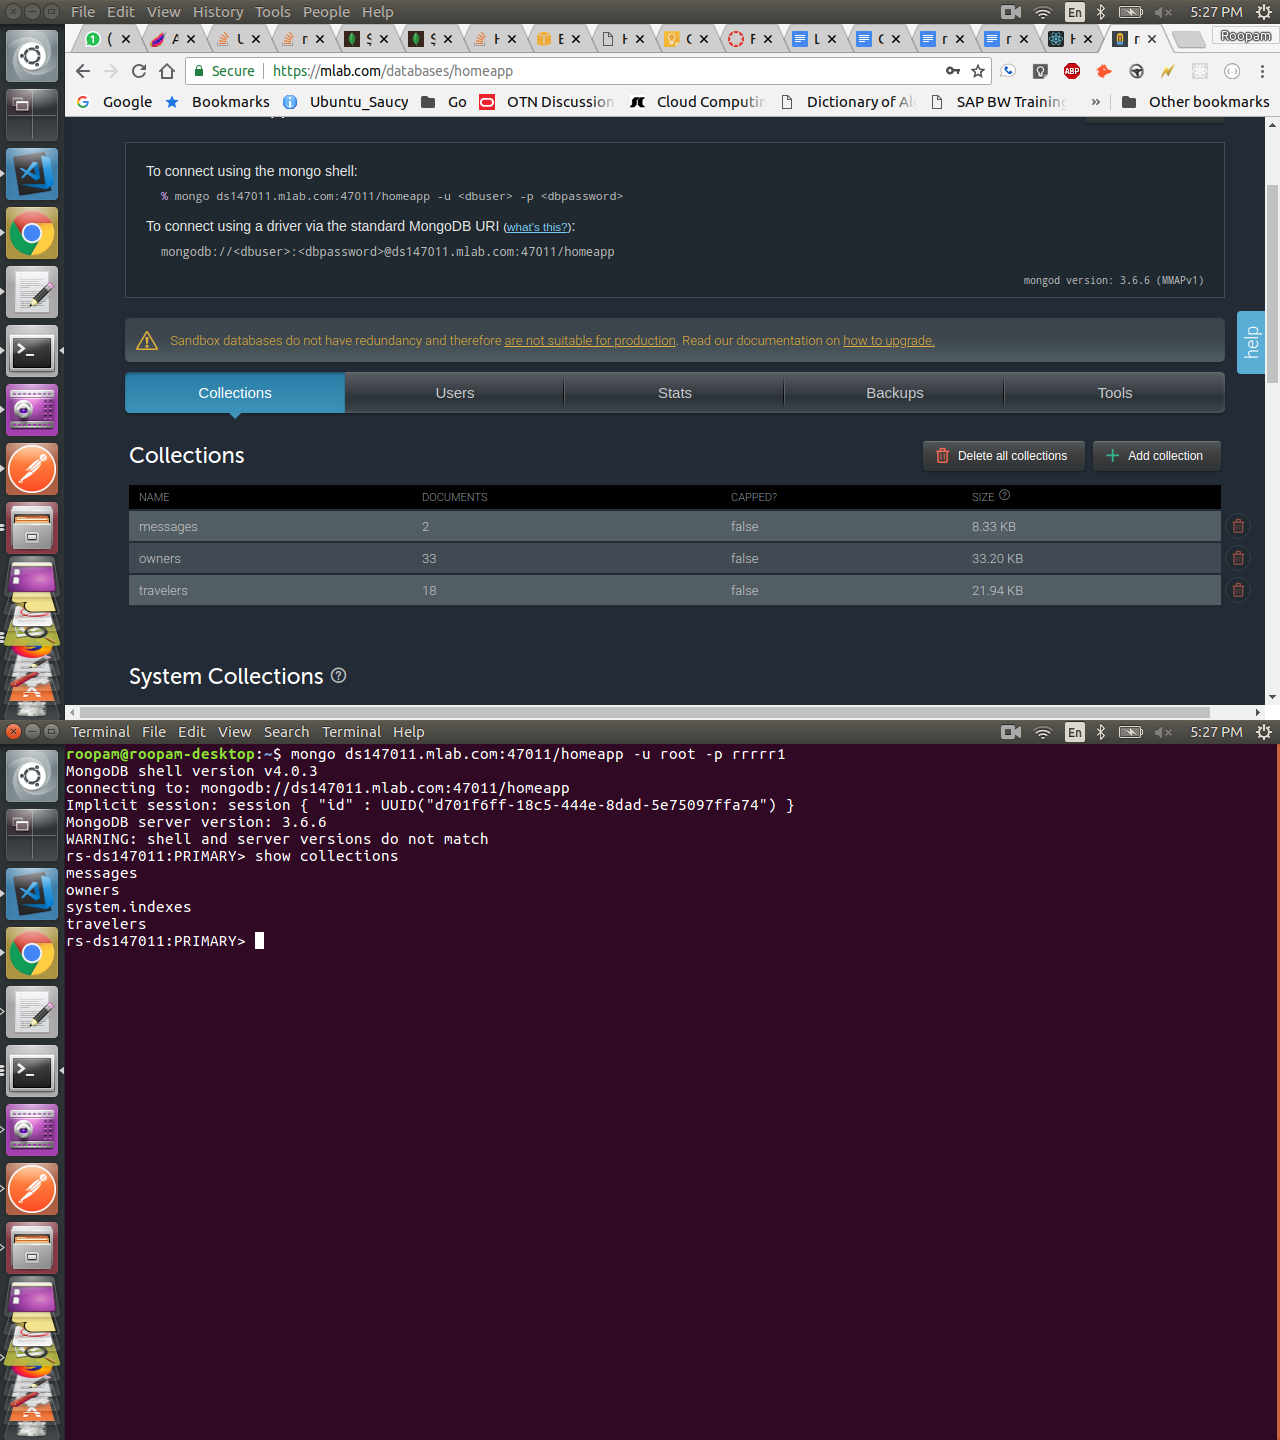 File Edit View History Tools People Help
En 5:27 PM
Roopam
Secure https://mlab.com/databases/homeapp
ABP
Google Bookmarks Ubuntu_Saucy Go OTN Discussion Cloud Computin Dictionary of Al SAP BW Training » Other bookmarks
To connect using the mongo shell:
% mongo ds147011.mlab.com:47011/homeapp -u <dbuser> -p <dbpassword>
To connect using a driver via the standard MongoDB URI (what's this?):
mongodb://<dbuser>:<dbpassword>@ds147011.mlab.com:47011/homeapp
mongod version: 3.6.6 (MMAPv1)
Sandbox databases do not have redundancy and therefore are not suitable for production. Read our documentation on how to upgrade.
help
Collections Users Stats Backups Tools
Collections
Delete all collections Add collection
NAME DOCUMENTS CAPPED? SIZE
messages 2 false 8.33 KB
owners 33 false 33.20 KB
travelers 18 false 21.94 KB
System Collections
Terminal File Edit View Search Terminal Help
En 5:27 PM
roopam@roopam-desktop:~$ mongo ds147011.mlab.com:47011/homeapp -u root -p rrrrr1
MongoDB shell version v4.0.3
connecting to: mongodb://ds147011.mlab.com:47011/homeapp
Implicit session: session { "id" : UUID("d701f6ff-18c5-444e-8dad-5e75097ffa74") }
MongoDB server version: 3.6.6
WARNING: shell and server versions do not match
rs-ds147011:PRIMARY> show collections
messages
owners
system.indexes
travelers
rs-ds147011:PRIMARY>